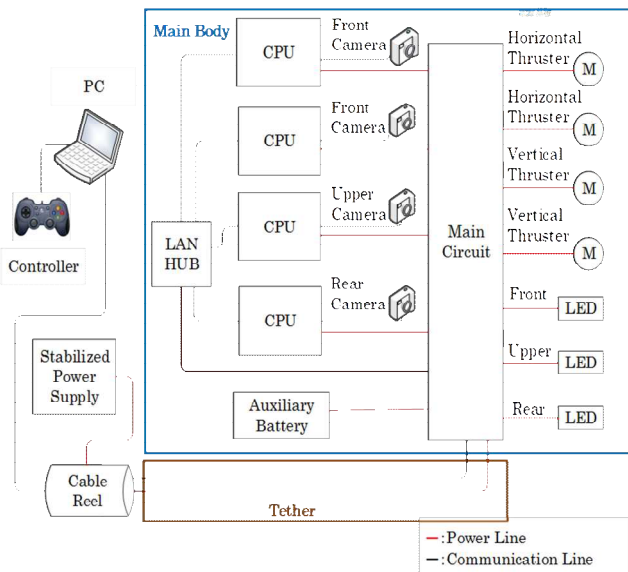 Main Body
PC
Controller
CPU
Front
Camera
CPU
Front
Camera
CPU
Upper
Camera
CPU
Rear
Camera
LAN
HUB
Main
Circuit
Horizontal
Thruster
M
Horizontal
Thruster
M
Vertical
Thruster
M
Vertical
Thruster
M
Front
LED
Upper
LED
Rear
LED
Stabilized
Power
Supply
Auxiliary
Battery
Cable
Reel
Tether
:Power Line
:Communication Line